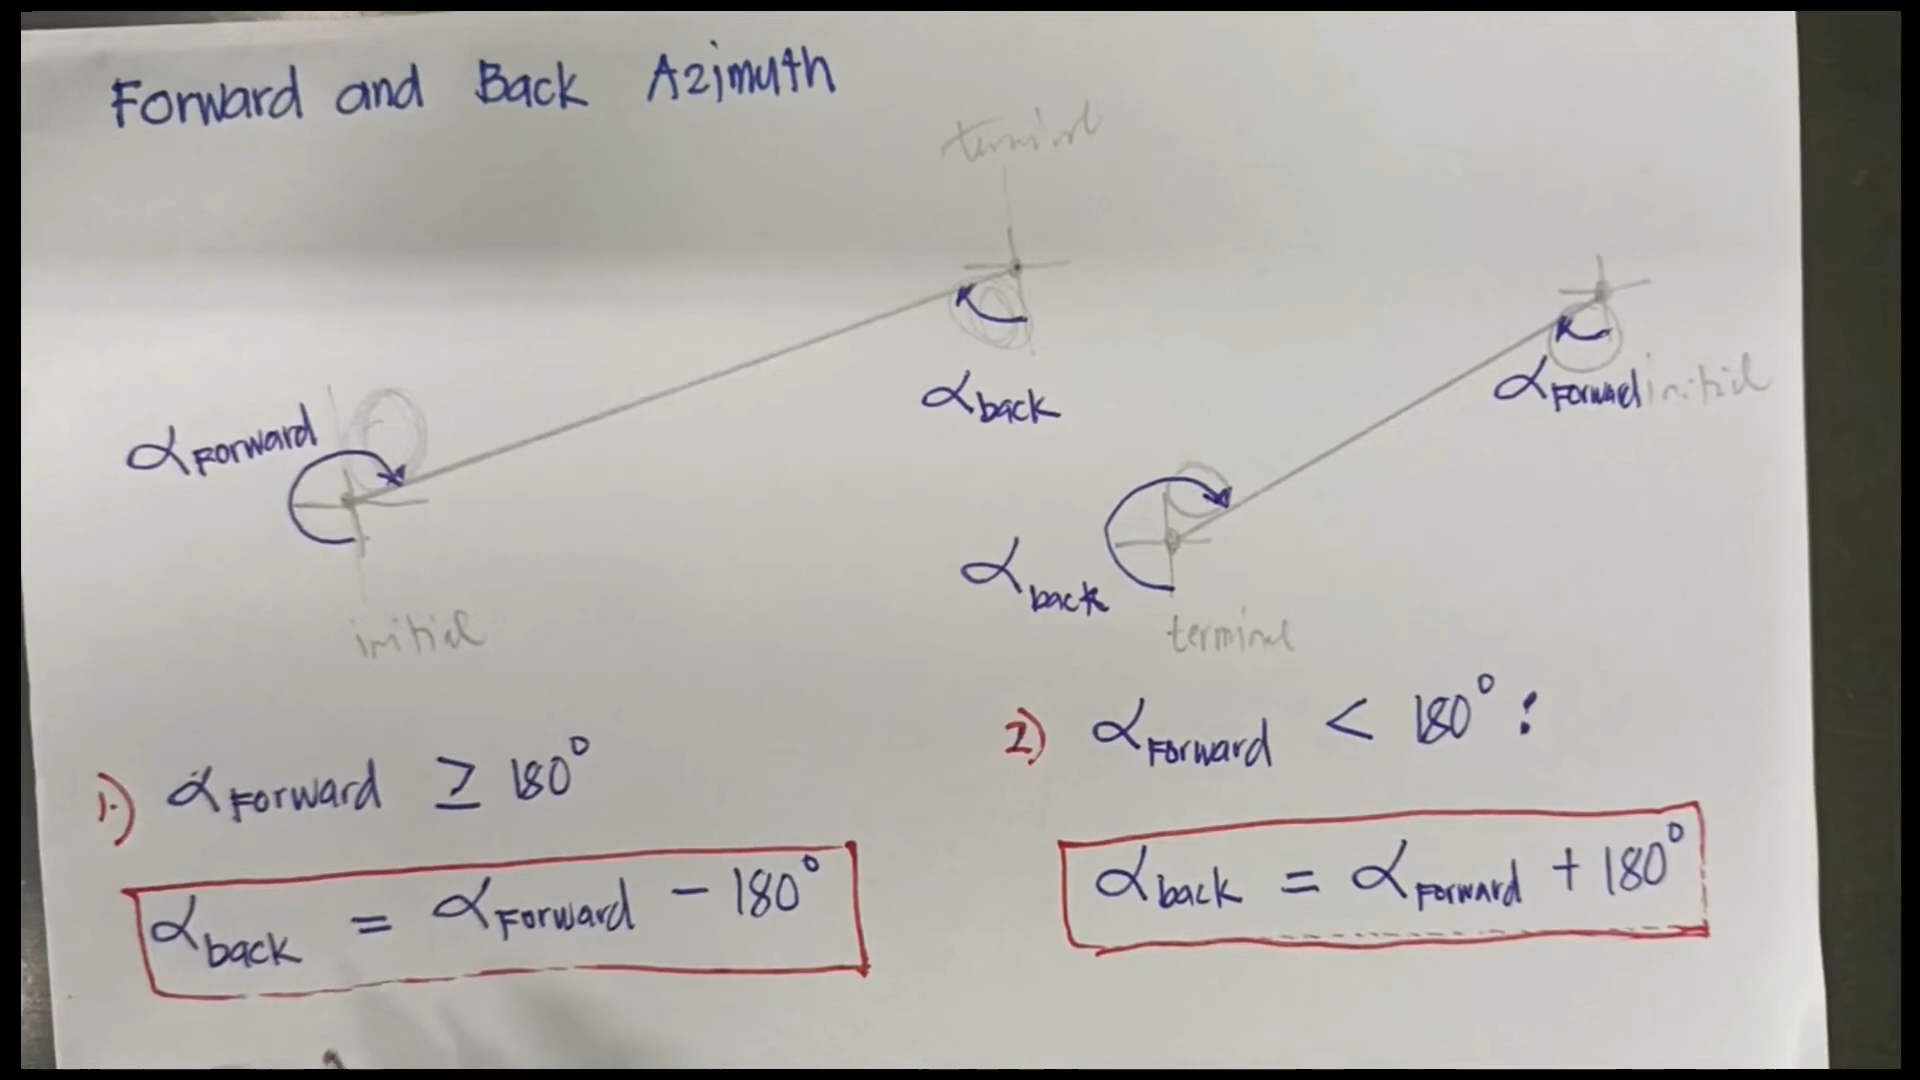 Forward and Back Azimuth
terminal
α Forward
α back
initial
α Forward initial
α back
terminal
1.) α Forward ≥ 180°
α back = α Forward - 180°
2) α Forward < 180° :
α back = α Forward + 180°